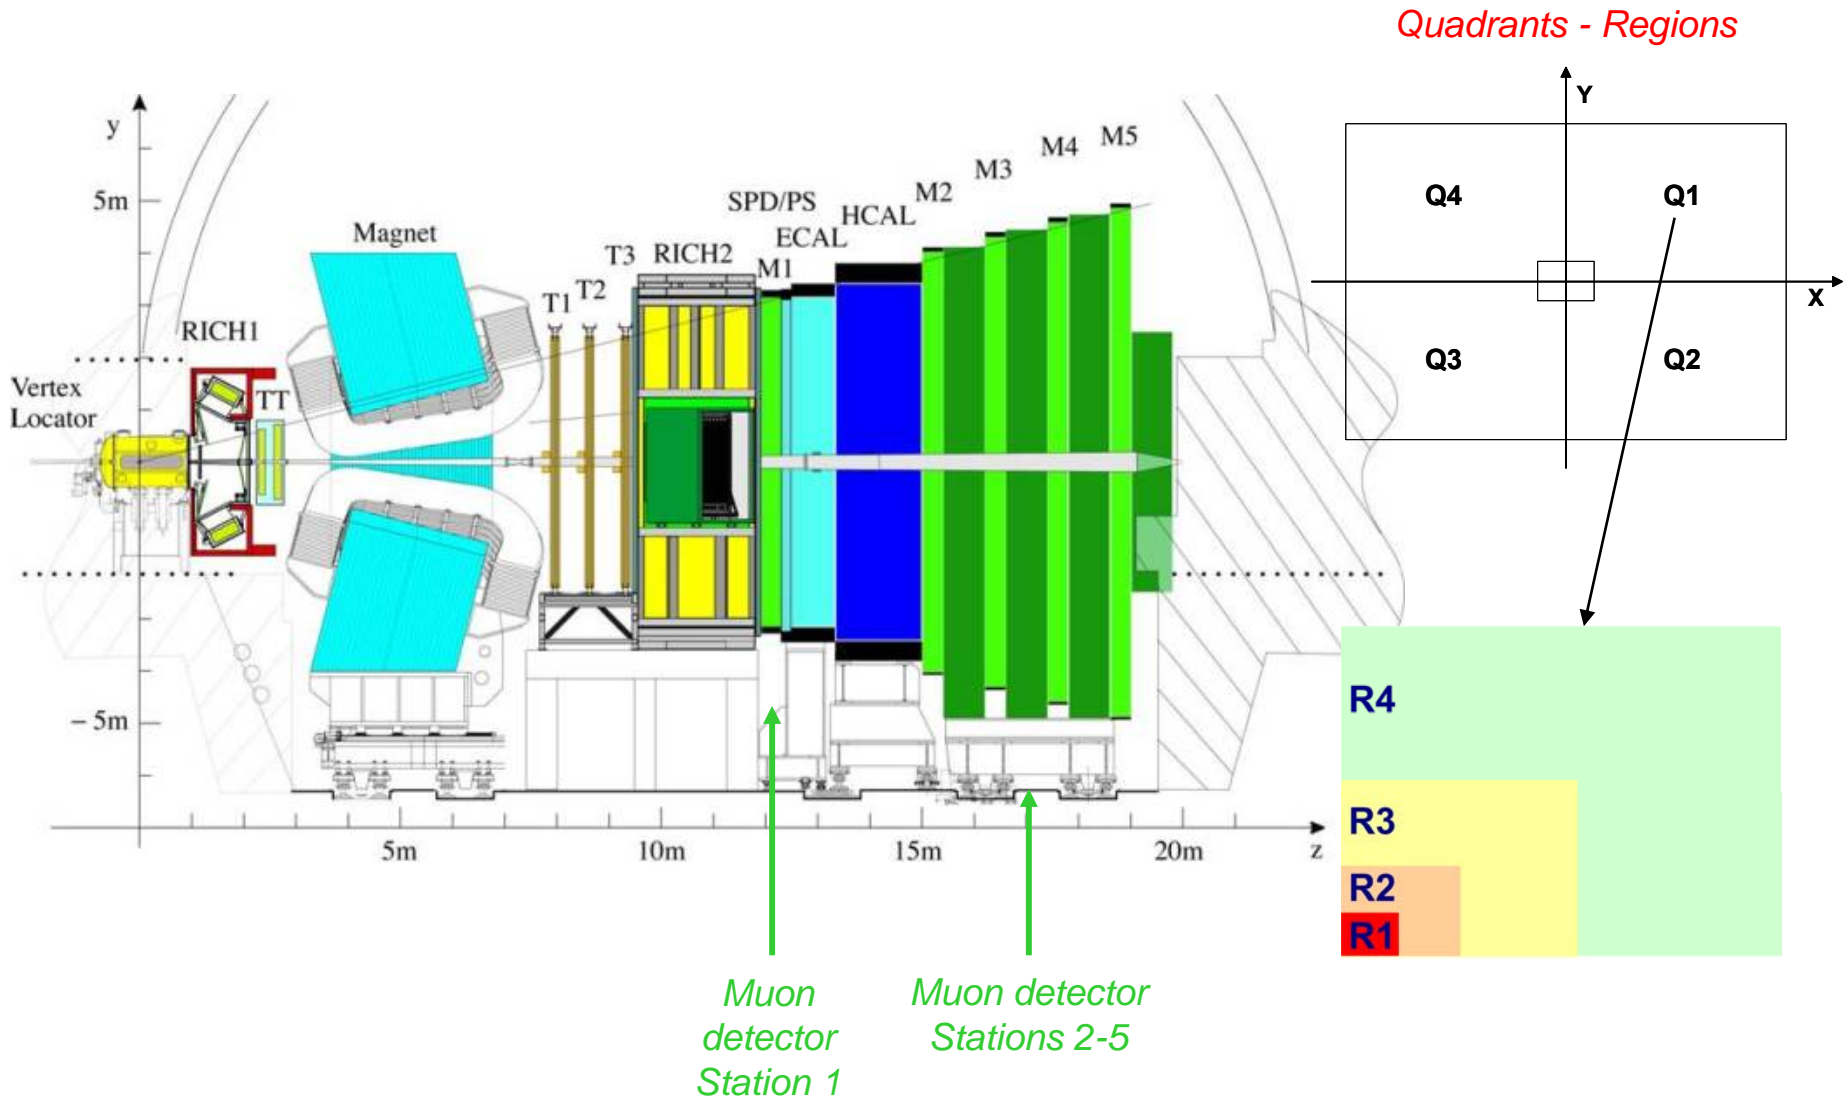 Quadrants - Regions
Y
X
Q4
Q1
Q3
Q2
y
5m
Magnet
T1
T2
T3
RICH2
SPD/PS
ECAL
HCAL
M1
M2
M3
M4
M5
RICH1
TT
Vertex
Locator
– 5m
5m
10m
15m
20m
z
R4
R3
R2
R1
Muon
detector
Station 1
Muon detector
Stations 2-5